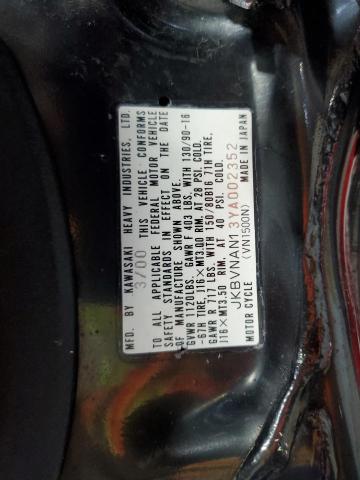 MFD. BY KAWASAKI HEAVY INDUSTRIES, LTD.
3/00 THIS VEHICLE CONFORMS
TO ALL APPLICABLE FEDERAL MOTOR VEHICLE
SAFETY STANDARDS IN EFFECT ON THE DATE
OF MANUFACTURE SHOWN ABOVE.
GVWR 1120LBS. GAWR F 403 LBS. WITH 130/90-16
-67H TIRE, J16×MT3.00 RIM. AT 28 PSI. COLD.
GAWR R 717 LBS. WITH 150/80B16 71H TIRE,
J16×MT3.50 RIM. AT 40 PSI. COLD.
JKBVNAN13YA002352
(VN1500N)
MOTOR CYCLE MADE IN JAPAN